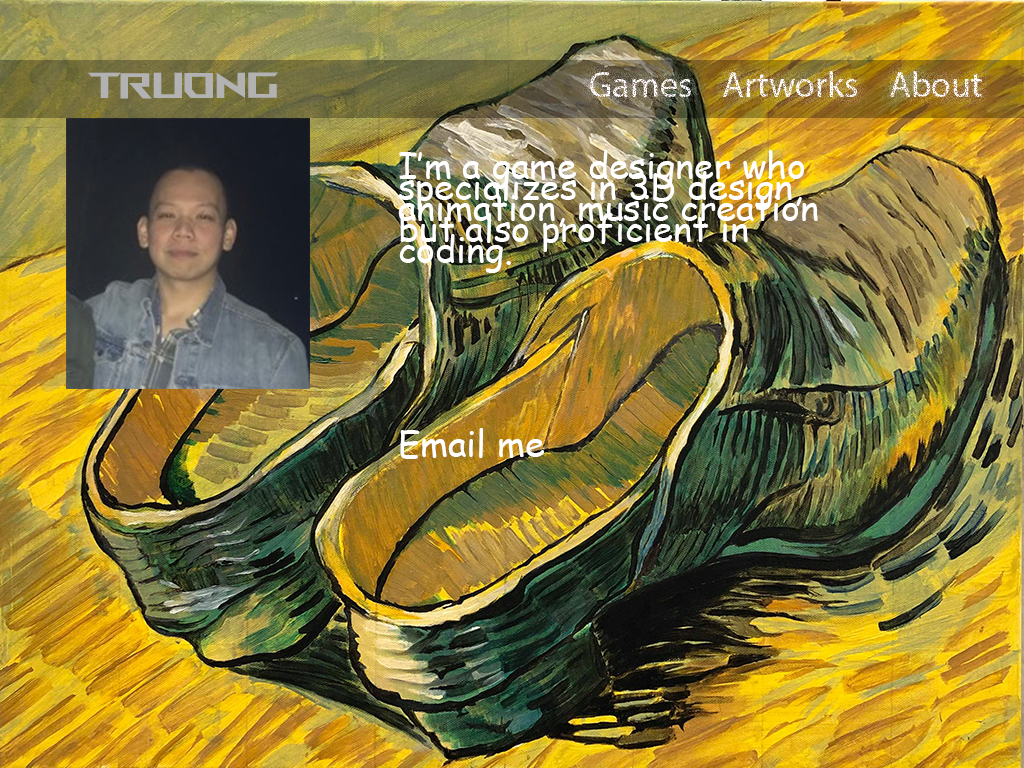 TRUONG
Games Artworks About
I'm a game designer who
specializes in 3D design,
animation, music creation
but also proficient in
coding.
Email me